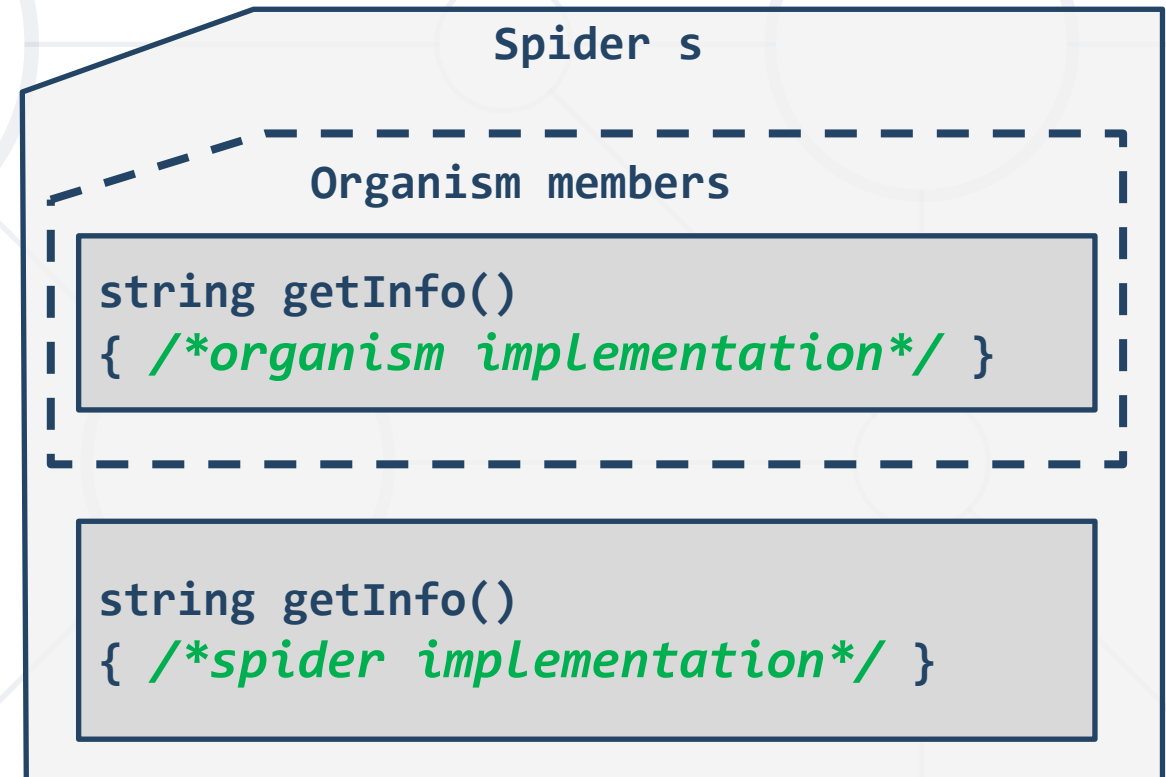 Spider s
Organism members
string getInfo()
{ /*organism implementation*/ }
string getInfo()
{ /*spider implementation*/ }